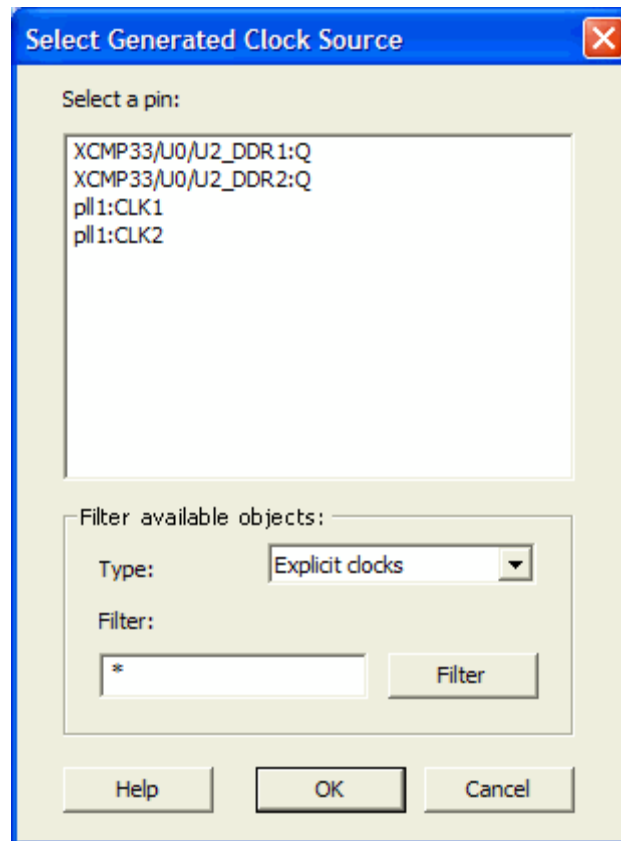 Select Generated Clock Source
Select a pin:
XCMP33/U0/U2_DDR1:Q
XCMP33/U0/U2_DDR2:Q
pll1:CLK1
pll1:CLK2
Filter available objects:
Type:
Explicit clocks
Filter:
*
Filter
Help
OK
Cancel